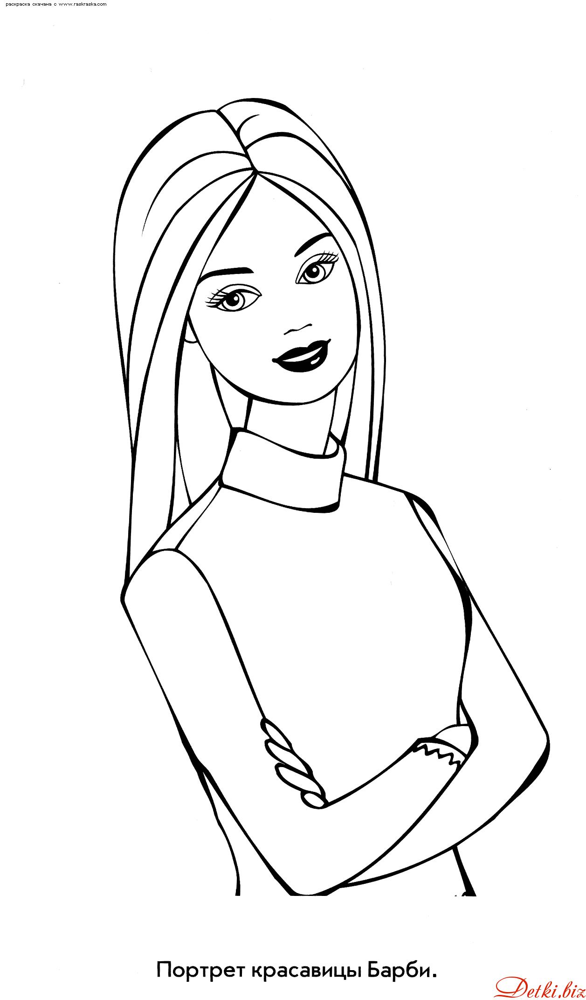 раскраска скачана с www.raskraska.com
Портрет красавицы Барби.
Detki.biz